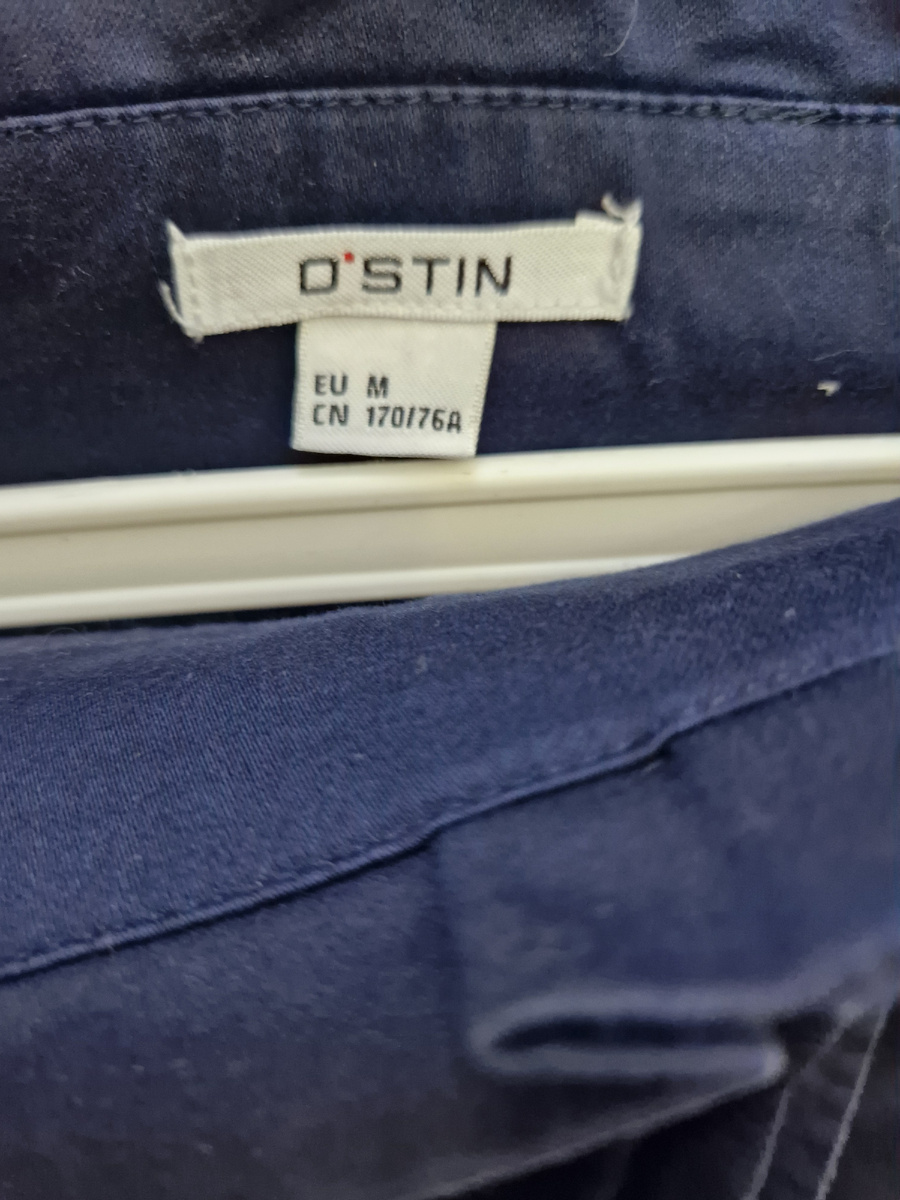 O'STIN
EU M
CN 170/76A